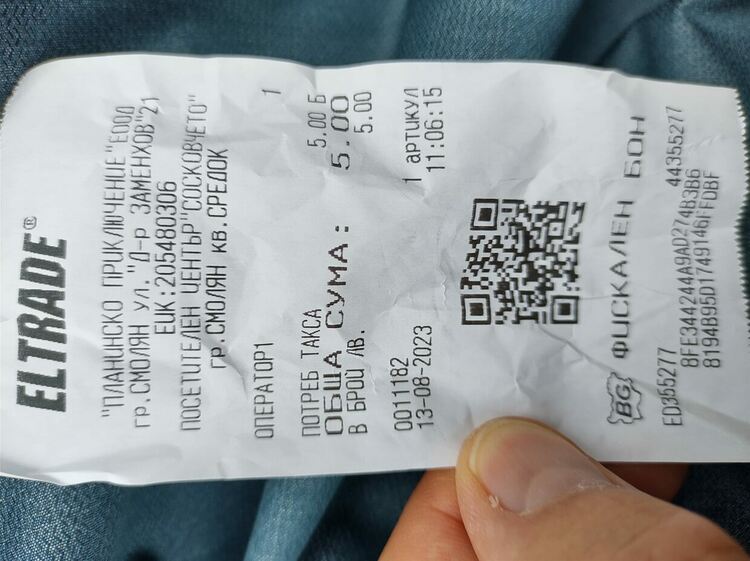 ELTRADE®
"ПЛАНИНСКО ПРИКЛЮЧЕНИЕ"ЕООД
ГР.СМОЛЯН УЛ."Д-Р ЗАМЕНХОВ"21
ЕИК:205480306
ПОСЕТИТЕЛЕН ЦЕНТЪР"СОСКОВЧЕТО"
ГР.СМОЛЯН КВ.СРЕДОК
ОПЕРАТОР1 1
ПОТРЕБ ТАКСА 5.00 Б
ОБЩА СУМА: 5.00
В БРОЙ ЛВ. 5.00
0011182 1 АРТИКУЛ
13-08-2023 11:06:15
BG ФИСКАЛЕН БОН
ED355277 44355277
8FE344244A9AD274B3B6
8194B95D1749146FFDBF